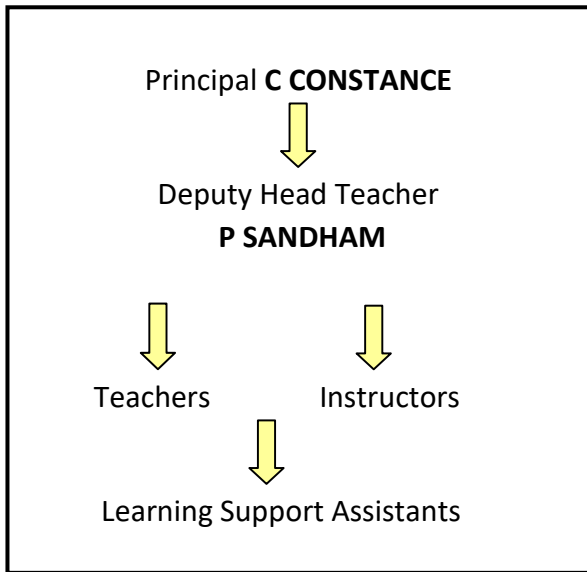 Principal C CONSTANCE
Deputy Head Teacher
P SANDHAM
Teachers Instructors
Learning Support Assistants